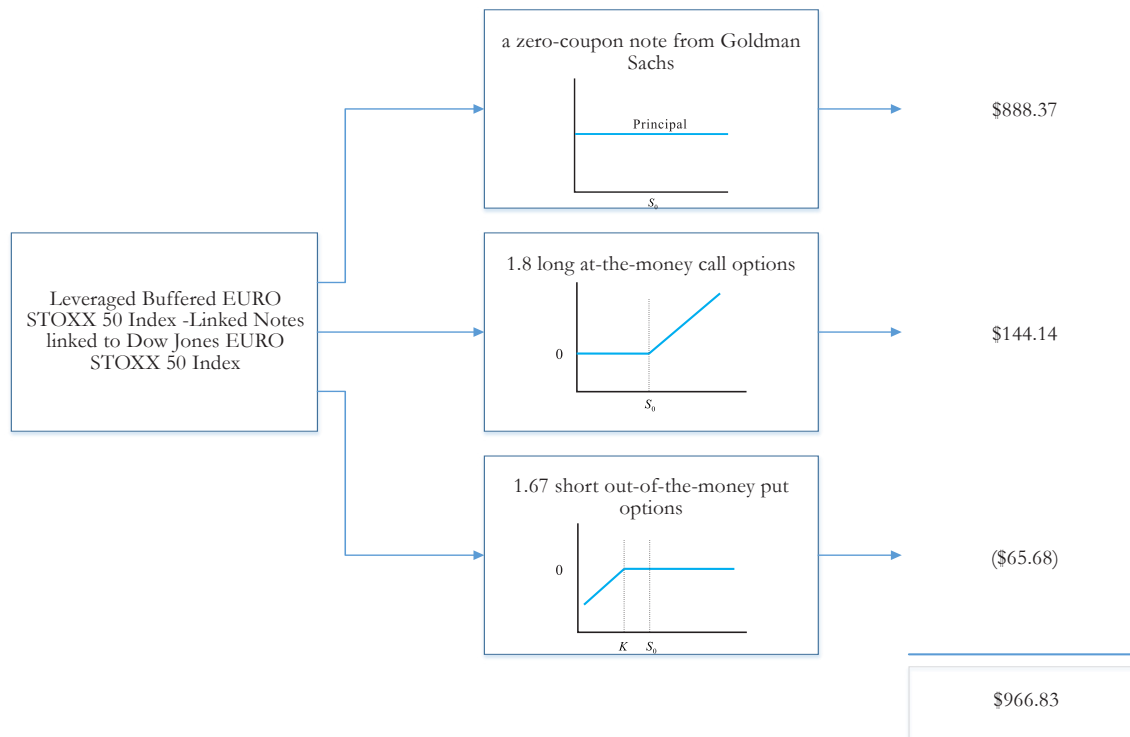 a zero-coupon note from Goldman
Sachs
Principal
S₀
$888.37
Leveraged Buffered EURO
STOXX 50 Index -Linked Notes
linked to Dow Jones EURO
STOXX 50 Index
1.8 long at-the-money call options
0
S₀
$144.14
1.67 short out-of-the-money put
options
0
K S₀
($65.68)
$966.83